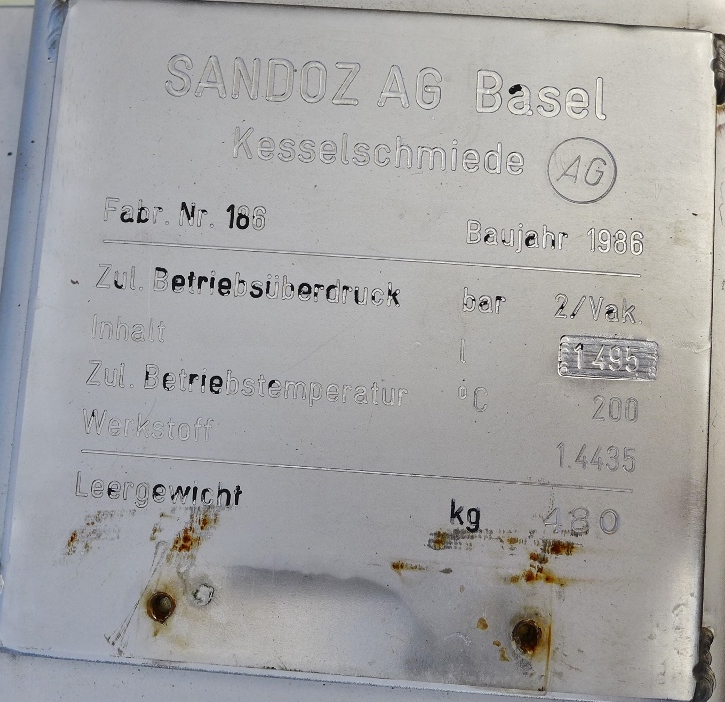 SANDOZ AG Basel
Kesselschmiede AG
Fabr. Nr. 186 Baujahr 1986
Zul. Betriebsüberdruck bar 2/Vak.
Inhalt l 1495
Zul. Betriebstemperatur °C 200
Werkstoff 1.4435
Leergewicht kg 480